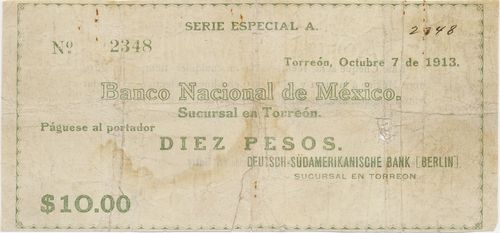 SERIE ESPECIAL A.
Nº 2348
2348
Torreón, Octubre 7 de 1913.
Banco Nacional de México.
Sucursal en Torreón.
Páguese al portador
DIEZ PESOS.
DEUTSCH-SÜDAMERIKANISCHE BANK (BERLIN)
SUCURSAL EN TORREON
$10.00